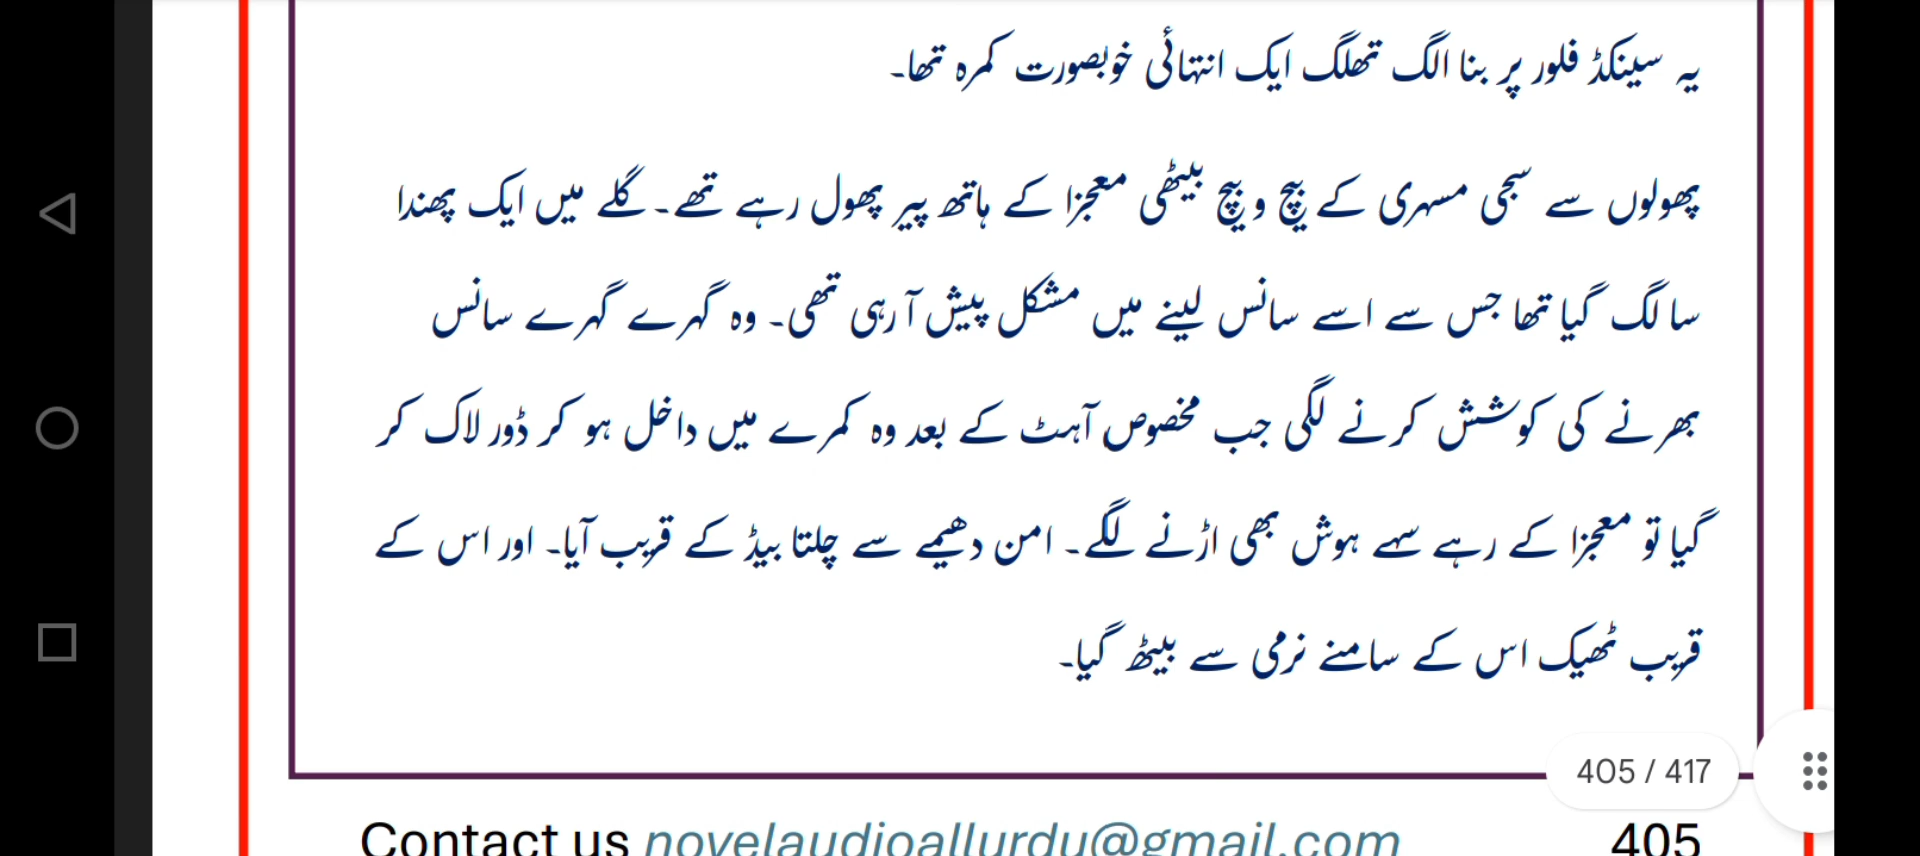 یہ سیکنڈ فلور پر بنا الگ تھلگ ایک انتہائی خوبصورت کمرہ تھا۔
پھولوں سے سجی مسہری کے بیچ و بیچ بیٹھی معجزا کے ہاتھ پیر پھول رہے تھے۔ گلے میں ایک پھندا
سا لگ گیا تھا جس سے اسے سانس لینے میں مشکل پیش آ رہی تھی۔ وہ گہرے گہرے سانس
بھرنے کی کوشش کرنے لگی جب مخصوص آہٹ کے بعد وہ کمرے میں داخل ہو کر ڈور لاک کر
گیا تو معجزا کے رہے سہے ہوش بھی اڑنے لگے۔ امن دھیمے سے چلتا بیڈ کے قریب آیا۔ اور اس کے
قریب ٹھیک اس کے سامنے نرمی سے بیٹھ گیا۔
405 / 417
Contact us novelaudioallurdu@gmail.com 405